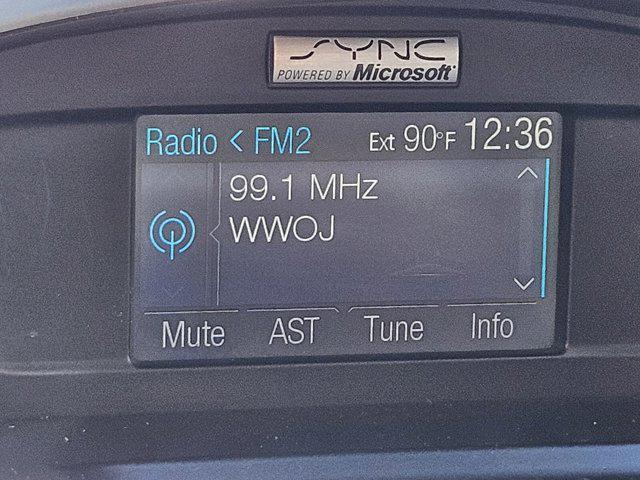 SYNC
POWERED BY Microsoft
Radio < FM2 Ext 90°F 12:36
99.1 MHz
WWOJ
Mute AST Tune Info